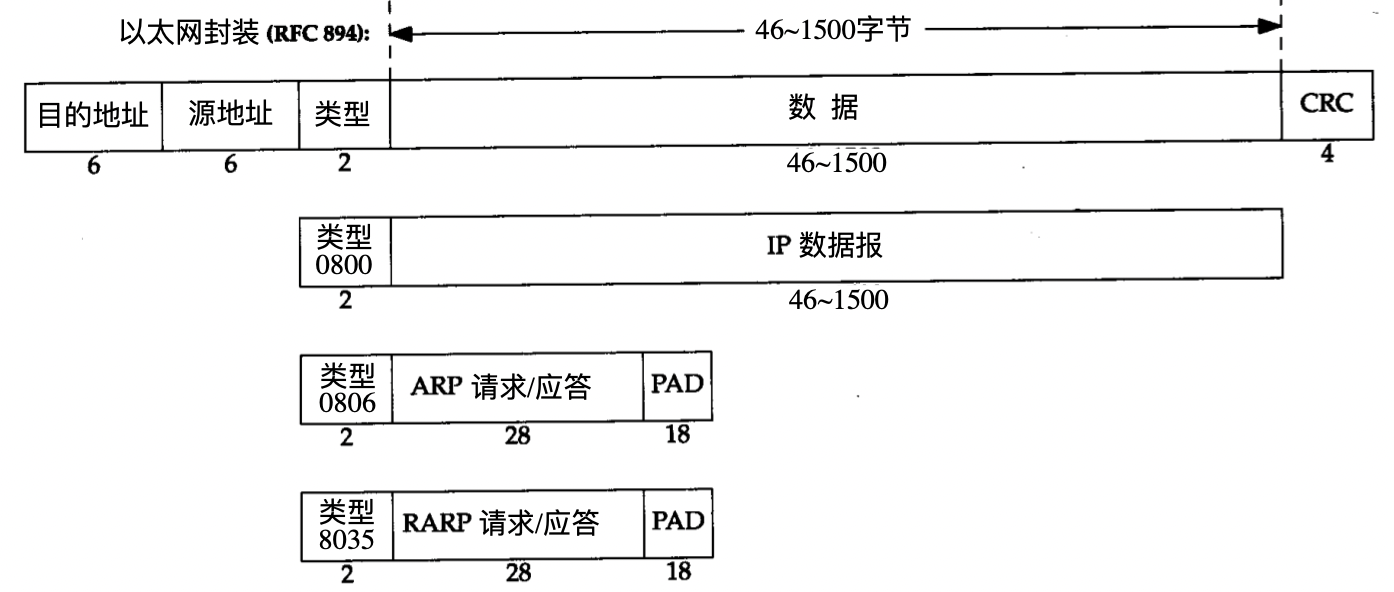 以太网封装 (RFC 894): 46~1500字节
目的地址 源地址 类型 数 据 CRC
6 6 2 46~1500 4
类型 0800 IP 数据报
2 46~1500
类型 0806 ARP 请求/应答 PAD
2 28 18
类型 8035 RARP 请求/应答 PAD
2 28 18